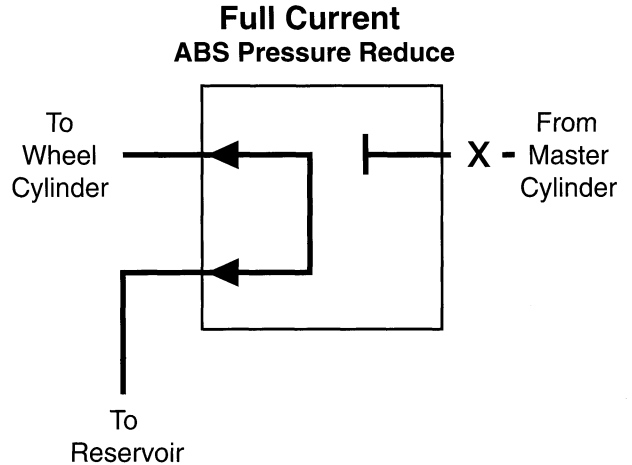 Full Current
ABS Pressure Reduce
To
Wheel
Cylinder
X
From
Master
Cylinder
To
Reservoir